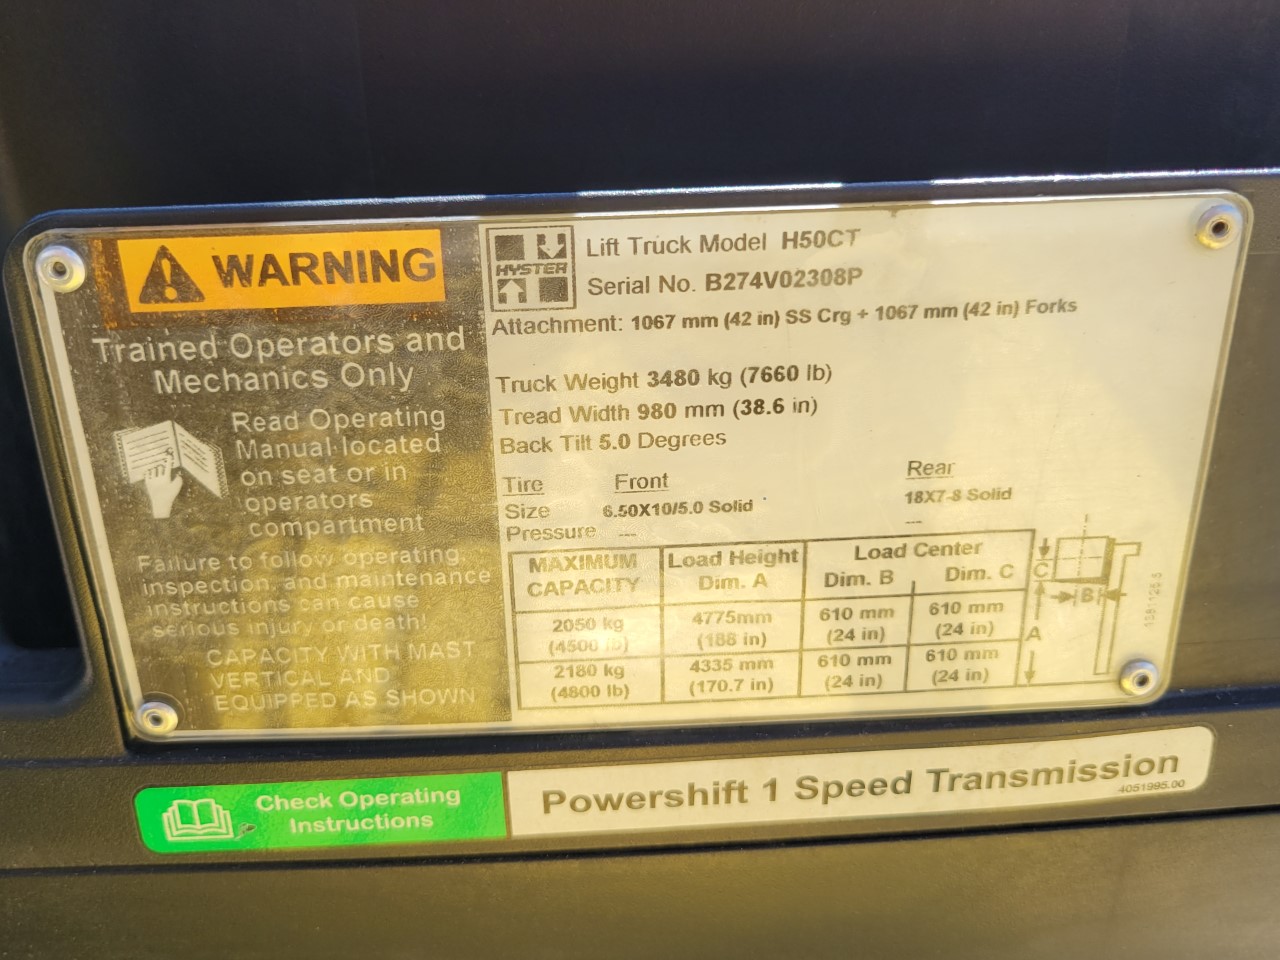 WARNING
Trained Operators and
Mechanics Only
Read Operating
Manual located
on seat or in
operators
compartment
Failure to follow operating,
inspection, and maintenance
instructions can cause
serious injury or death!
CAPACITY WITH MAST
VERTICAL AND
EQUIPPED AS SHOWN
HYSTER
Lift Truck Model H50CT
Serial No. B274V02308P
Attachment: 1067 mm (42 in) SS Crg + 1067 mm (42 in) Forks
Truck Weight 3480 kg (7660 lb)
Tread Width 980 mm (38.6 in)
Back Tilt 5.0 Degrees
Tire Front Rear
Size 6.50X10/5.0 Solid 18X7-8 Solid
Pressure --- ---
MAXIMUM CAPACITY Load Height Dim. A Load Center Dim. B Dim. C
2050 kg 4775mm 610 mm 610 mm
(4500 lb) (188 in) (24 in) (24 in)
2180 kg 4335 mm 610 mm 610 mm
(4800 lb) (170.7 in) (24 in) (24 in)
C
B
A
Check Operating
Instructions
Powershift 1 Speed Transmission
4051995.00